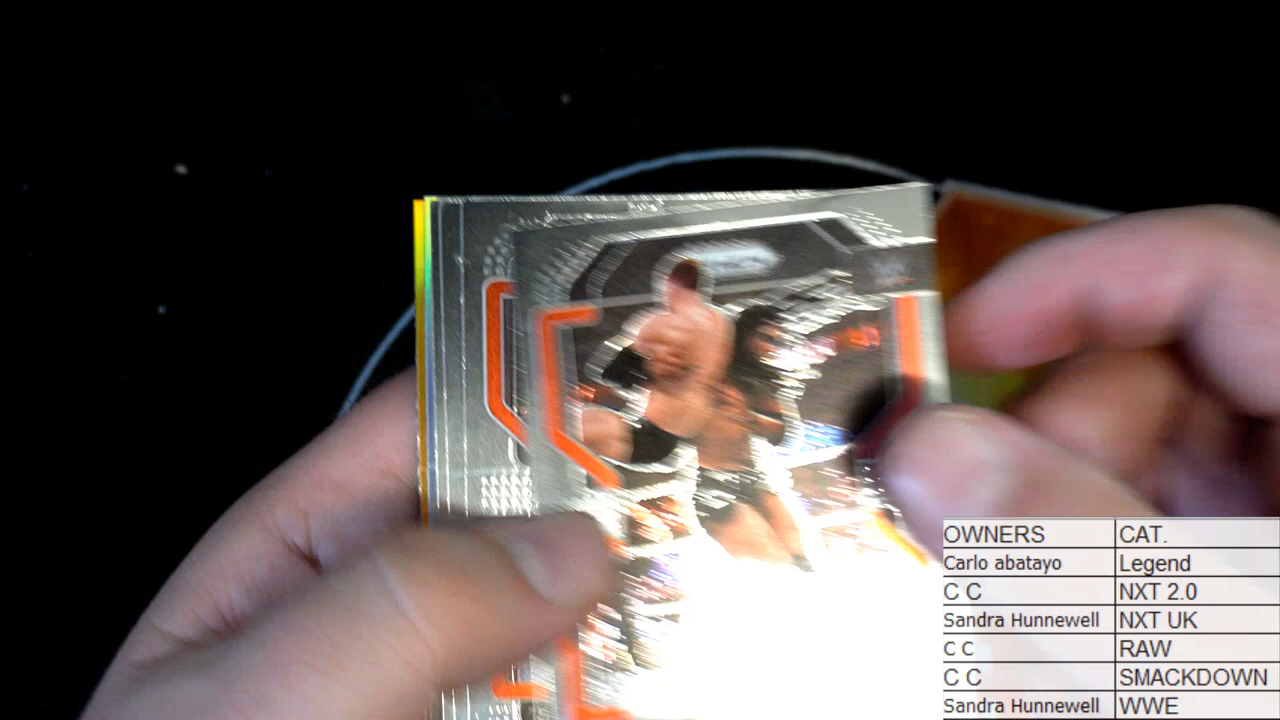 OWNERS CAT.
Carlo abatayo Legend
C C NXT 2.0
Sandra Hunnewell NXT UK
C C RAW
C C SMACKDOWN
Sandra Hunnewell WWE